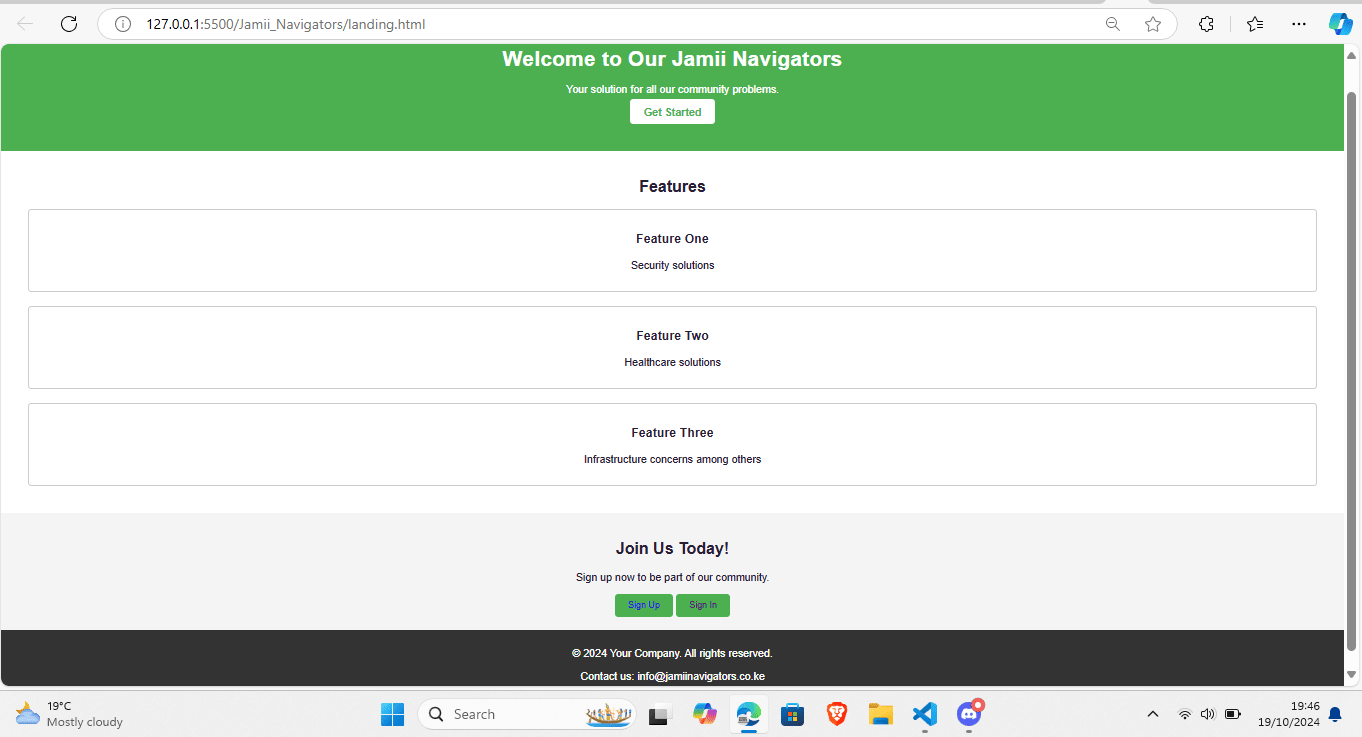 127.0.0.1:5500/Jamii_Navigators/landing.html
Welcome to Our Jamii Navigators
Your solution for all our community problems.
Get Started
Features
Feature One
Security solutions
Feature Two
Healthcare solutions
Feature Three
Infrastructure concerns among others
Join Us Today!
Sign up now to be part of our community.
Sign Up Sign In
© 2024 Your Company. All rights reserved.
Contact us: info@jamiinavigators.co.ke
19°C
Mostly cloudy
Search
19:46
19/10/2024